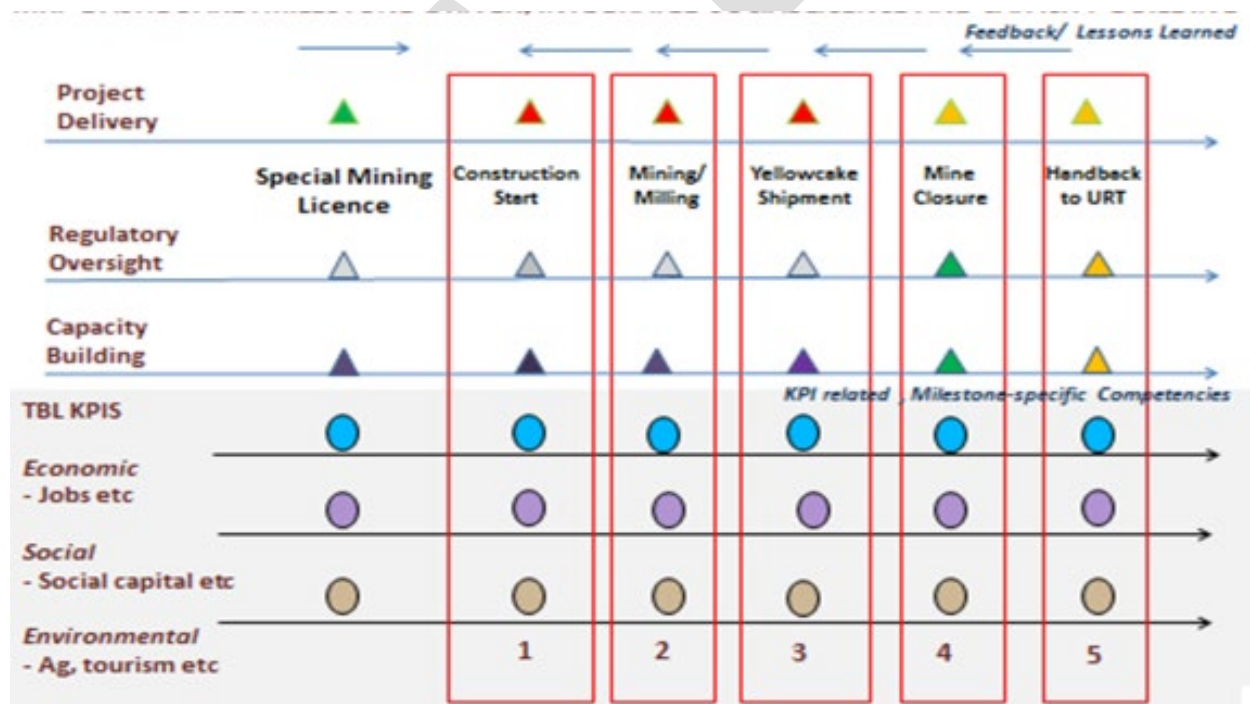 Feedback/ Lessons Learned
Project
Delivery
Special Mining
Licence
Construction
Start
Mining/
Milling
Yellowcake
Shipment
Mine
Closure
Handback
to URT
Regulatory
Oversight
Capacity
Building
KPI related , Milestone-specific Competencies
TBL KPIS
Economic
- Jobs etc
Social
- Social capital etc
Environmental
- Ag, tourism etc
1
2
3
4
5